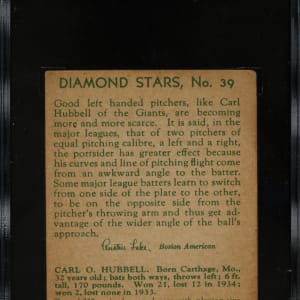 DIAMOND STARS, No. 39
Good left handed pitchers, like Carl
Hubbell of the Giants, are becoming
more and more scarce. It is said, in the
major leagues, that of two pitchers of
equal pitching calibre, a left and a right,
the portsider has greater effect because
his curves and line of pitching flight come
from an awkward angle to the batter.
Some major league batters learn to switch
from one side of the plate to the other,
to be on the opposite side from the
pitcher's throwing arm and thus get ad-
vantage of the wider angle of the ball's
approach.
Boston American
CARL O. HUBBELL. Born Carthage, Mo.,
32 years old; bats both ways, throws left; 6 ft.
tall, 170 pounds. Won 21, lost 12 in 1934;
won 2, lost none in 1933.